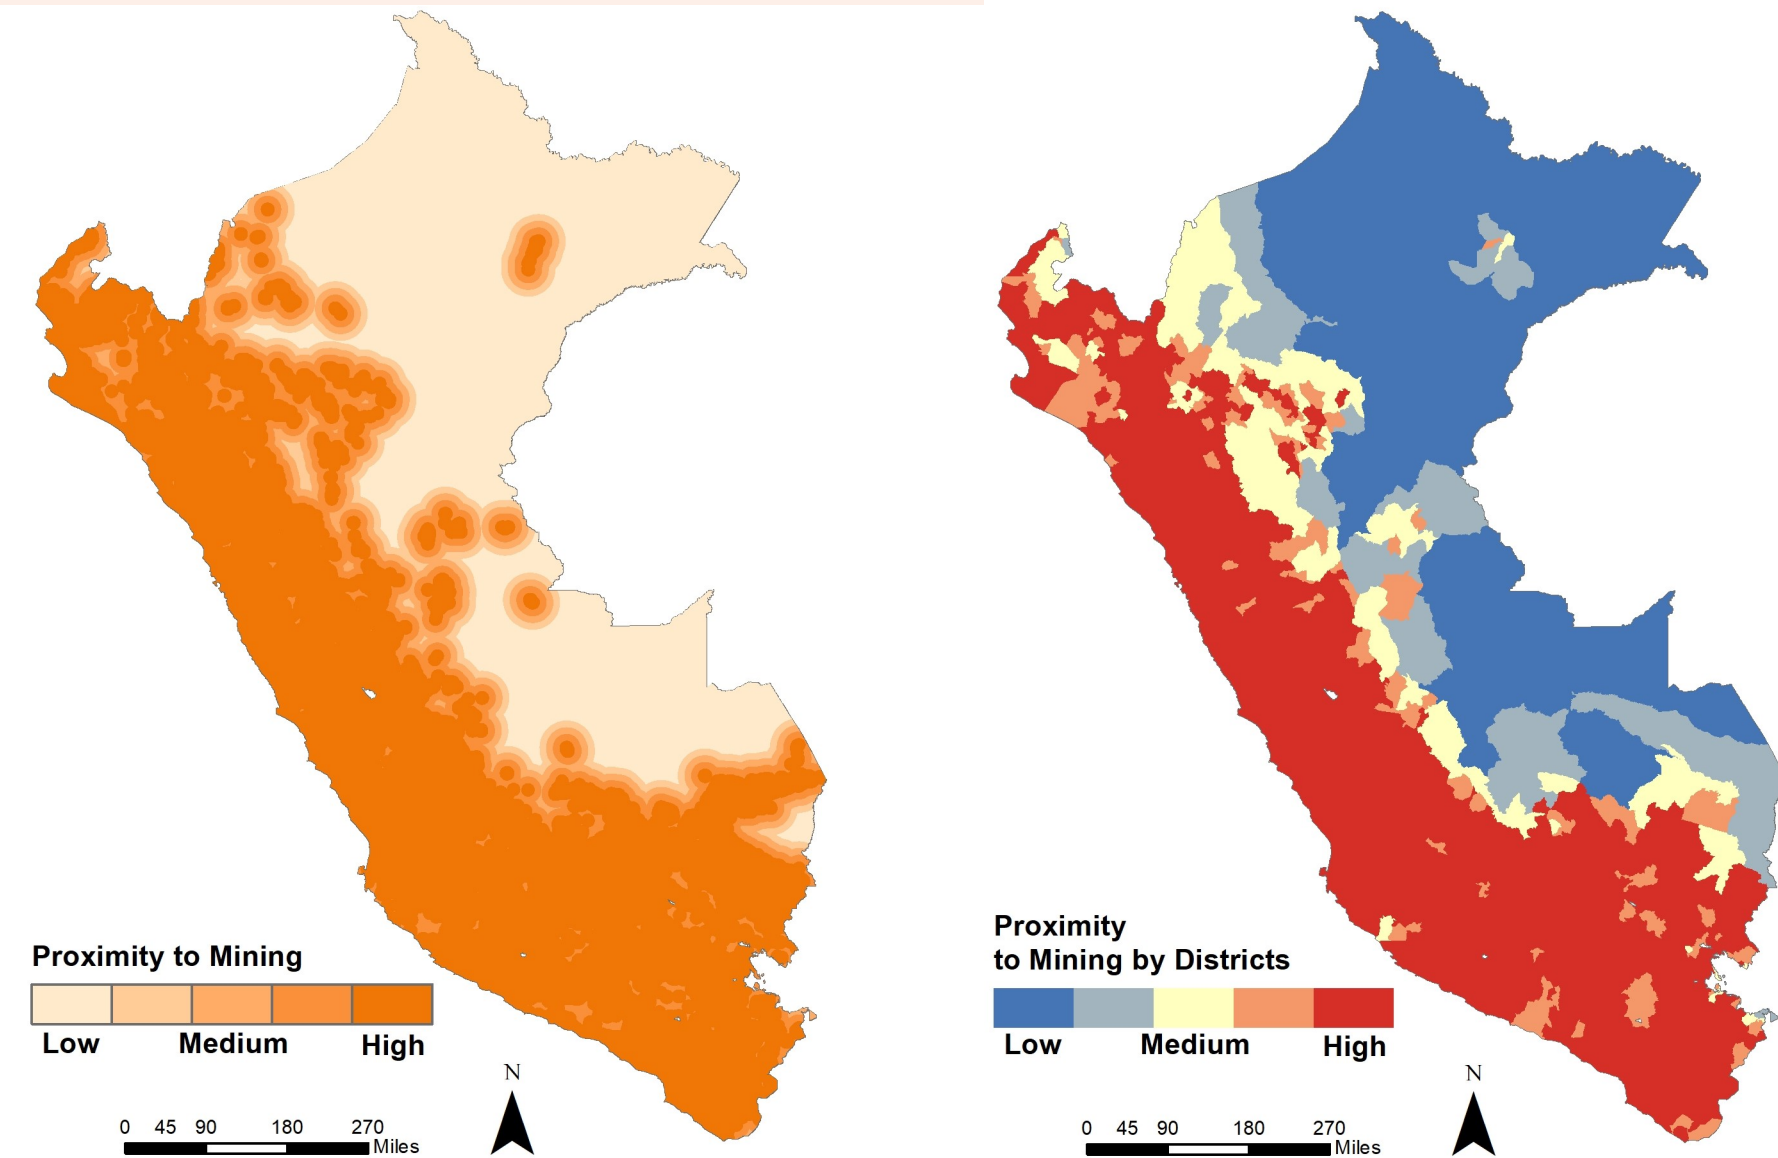 Proximity to Mining
Low Medium High
N
0 45 90 180 270
Miles
Proximity
to Mining by Districts
Low Medium High
N
0 45 90 180 270
Miles